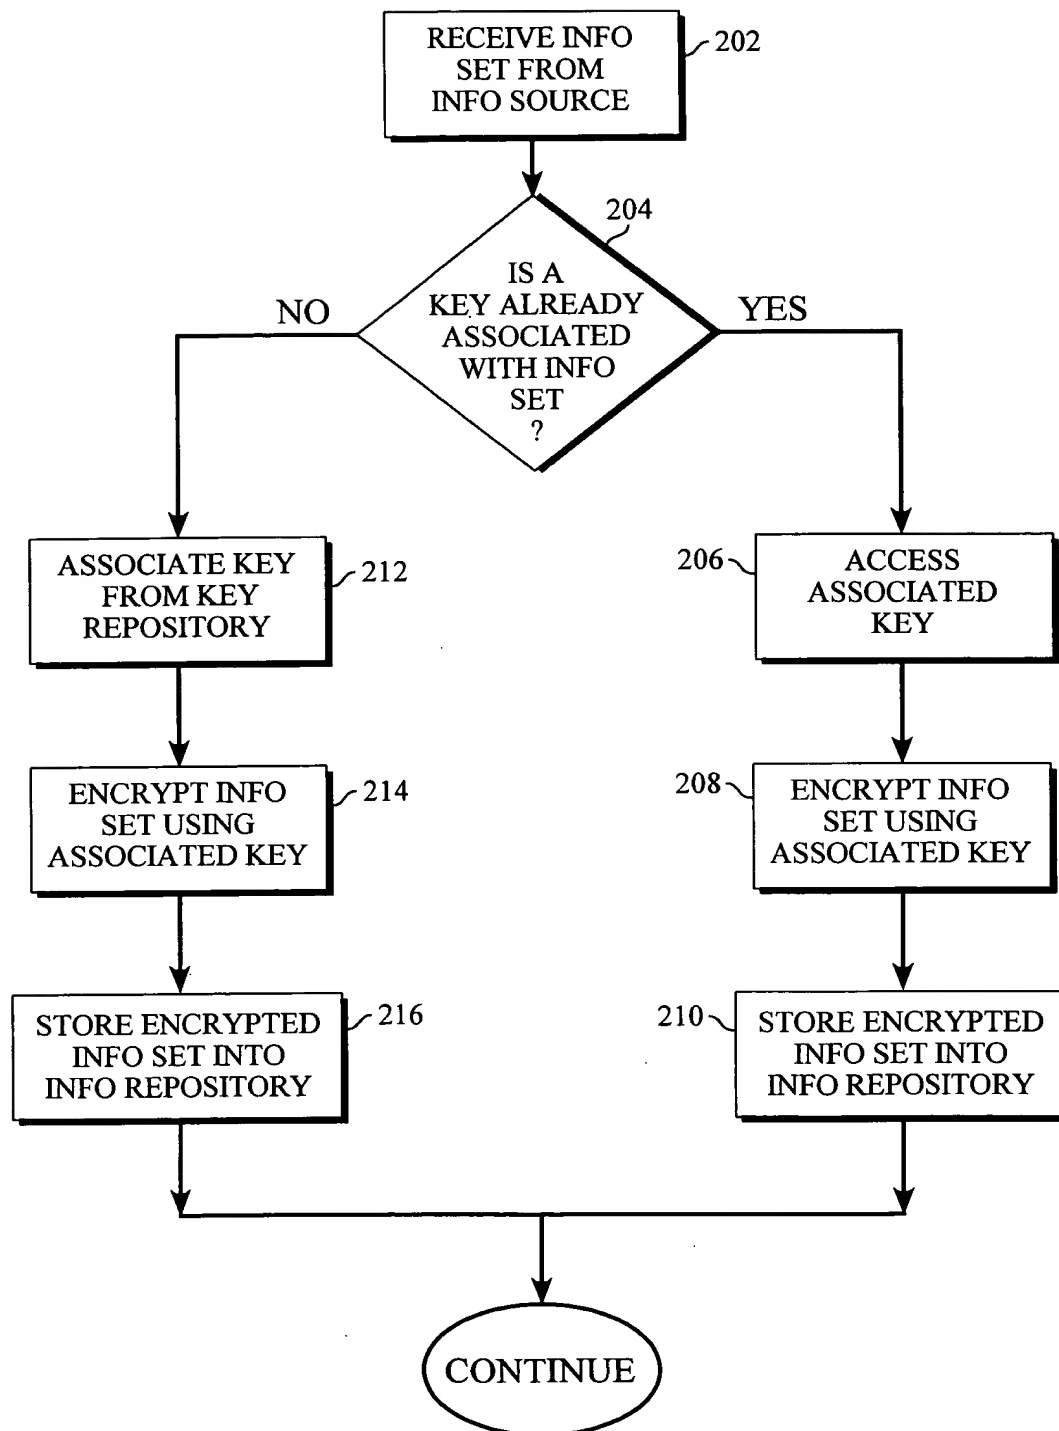 RECEIVE INFO
SET FROM
INFO SOURCE
202
204
IS A
KEY ALREADY
ASSOCIATED
WITH INFO
SET
?
NO
YES
ASSOCIATE KEY
FROM KEY
REPOSITORY
212
206
ACCESS
ASSOCIATED
KEY
ENCRYPT INFO
SET USING
ASSOCIATED KEY
214
208
ENCRYPT INFO
SET USING
ASSOCIATED KEY
STORE ENCRYPTED
INFO SET INTO
INFO REPOSITORY
216
210
STORE ENCRYPTED
INFO SET INTO
INFO REPOSITORY
CONTINUE